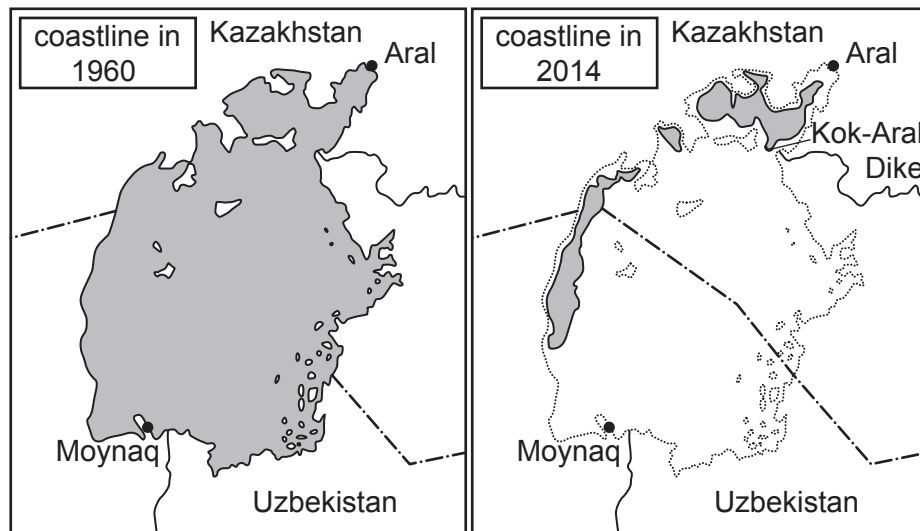 coastline in
1960
Kazakhstan
Aral
Moynaq
Uzbekistan
coastline in
2014
Kazakhstan
Aral
Kok-Aral
Dike
Moynaq
Uzbekistan